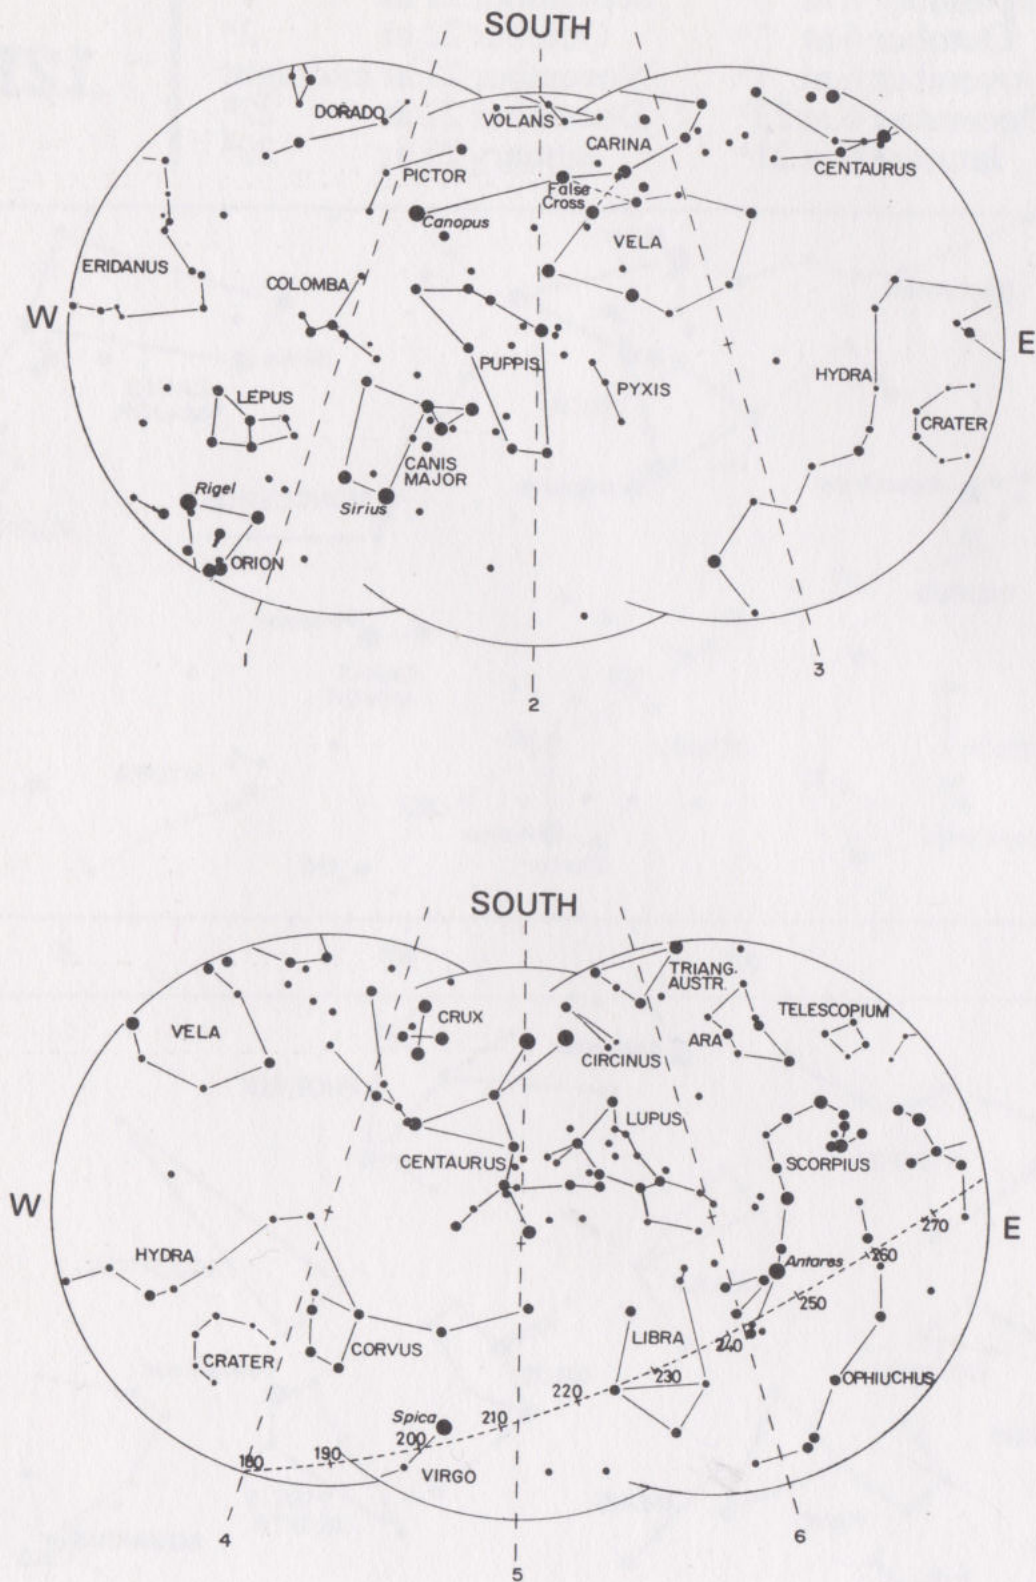 SOUTH
DORADO
VOLANS
CARINA
CENTAURUS
PICTOR
False
Cross
Canopus
VELA
ERIDANUS
COLOMBA
W
E
PUPPIS
PYXIS
HYDRA
LEPUS
CRATER
CANIS
MAJOR
Rigel
Sirius
ORION
1
2
3
SOUTH
TRIANG.
AUSTR.
VELA
CRUX
CIRCINUS
ARA
TELESCOPIUM
LUPUS
CENTAURUS
SCORPIUS
W
E
270
HYDRA
Antares
260
250
CORVUS
LIBRA
240
CRATER
230
OPHIUCHUS
220
210
Spica
200
190
180
VIRGO
4
5
6